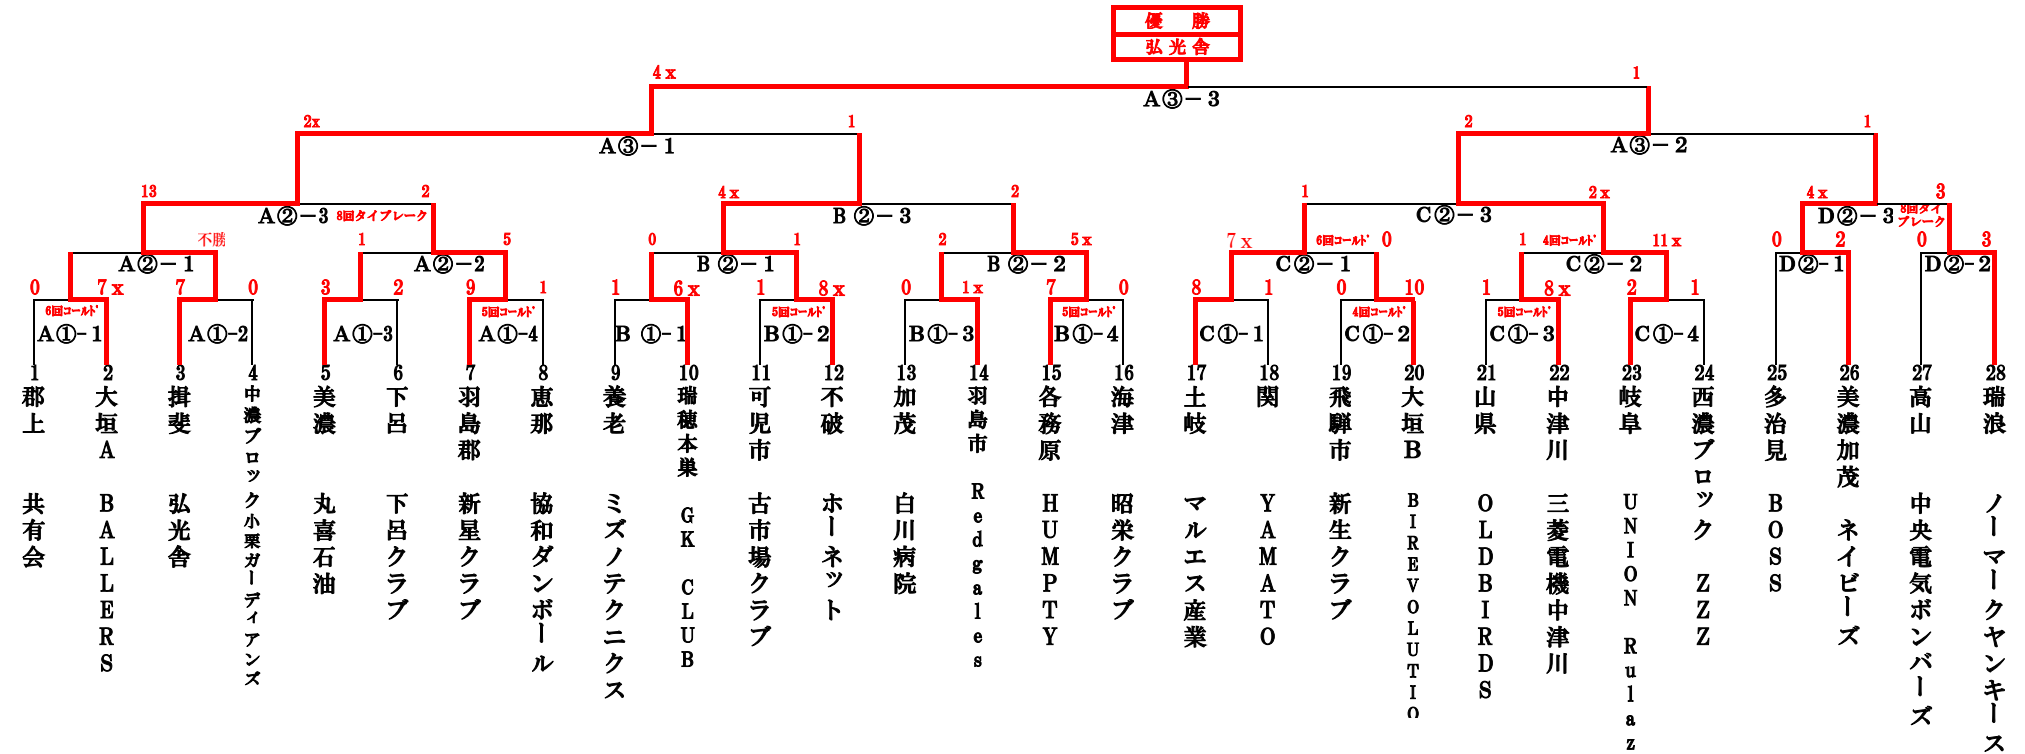 優　勝
弘光舎
4 x
1
A③－3
2x
1
2
1
A③－1
A③－2
13
2
4 x
2
1
2 x
4 x
3
A②－3
8回タイブレーク
B②－3
C②－3
D②－3
8回タイ
ブレーク
不勝
1
5
0
1
2
5 x
7 x
6回コールド
0
1
4回コールド
11 x
0
2
0
3
A②－1
A②－2
B②－1
B②－2
C②－1
C②－2
D②-1
D②-2
0
7 x
7
0
3
2
9
1
1
6 x
1
8 x
0
1 x
7
0
8
1
0
10
1
8 x
2
1
6回コールド
5回コールド
5回コールド
5回コールド
4回コールド
5回コールド
A①-1
A①-2
A①-3
A①-4
B①-1
B①-2
B①-3
B①-4
C①-1
C①-2
C①-3
C①-4
1 郡上 共有会
2 大垣A BALLERS
3 揖斐 弘光舎
4 中濃ブロック 小栗ガーディアンズ
5 美濃 丸喜石油
6 下呂 下呂クラブ
7 羽島郡 新星クラブ
8 恵那 協和ダンボール
9 養老 ミズノテクニクス
10 瑞穂本巣 GK CLUB
11 可児市 古市場クラブ
12 不破 ホーネット
13 加茂 白川病院
14 羽島市 Redgales
15 各務原 HUMPTY
16 海津 昭栄クラブ
17 土岐 マルエス産業
18 関 YAMATO
19 飛騨市 新生クラブ
20 大垣B BIREVOLUTIO
21 山県 OLDBIRDS
22 中津川 三菱電機中津川
23 岐阜 UNION Rulaz
24 西濃ブロック ZZZ
25 多治見 BOSS
26 美濃加茂 ネイビーズ
27 高山 中央電気ボンバーズ
28 瑞浪 ノーマークヤンキース